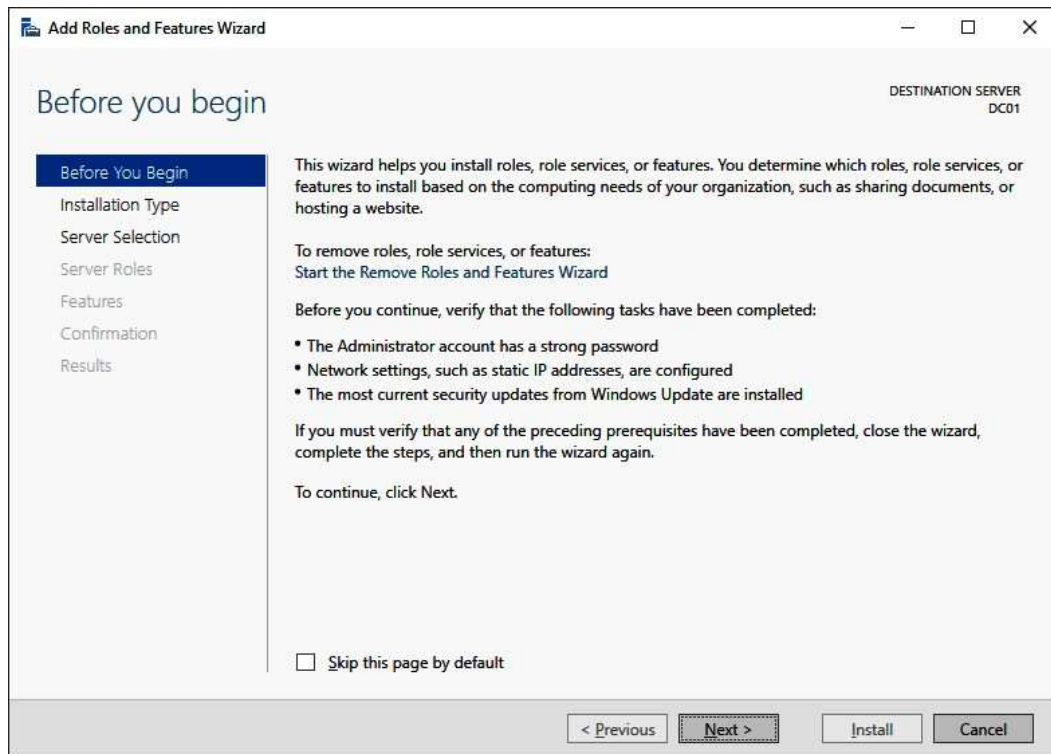 Add Roles and Features Wizard
Before you begin
DESTINATION SERVER
DC01
Before You Begin
Installation Type
Server Selection
Server Roles
Features
Confirmation
Results
This wizard helps you install roles, role services, or features. You determine which roles, role services, or
features to install based on the computing needs of your organization, such as sharing documents, or
hosting a website.
To remove roles, role services, or features:
Start the Remove Roles and Features Wizard
Before you continue, verify that the following tasks have been completed:
• The Administrator account has a strong password
• Network settings, such as static IP addresses, are configured
• The most current security updates from Windows Update are installed
If you must verify that any of the preceding prerequisites have been completed, close the wizard,
complete the steps, and then run the wizard again.
To continue, click Next.
Skip this page by default
< Previous
Next >
Install
Cancel